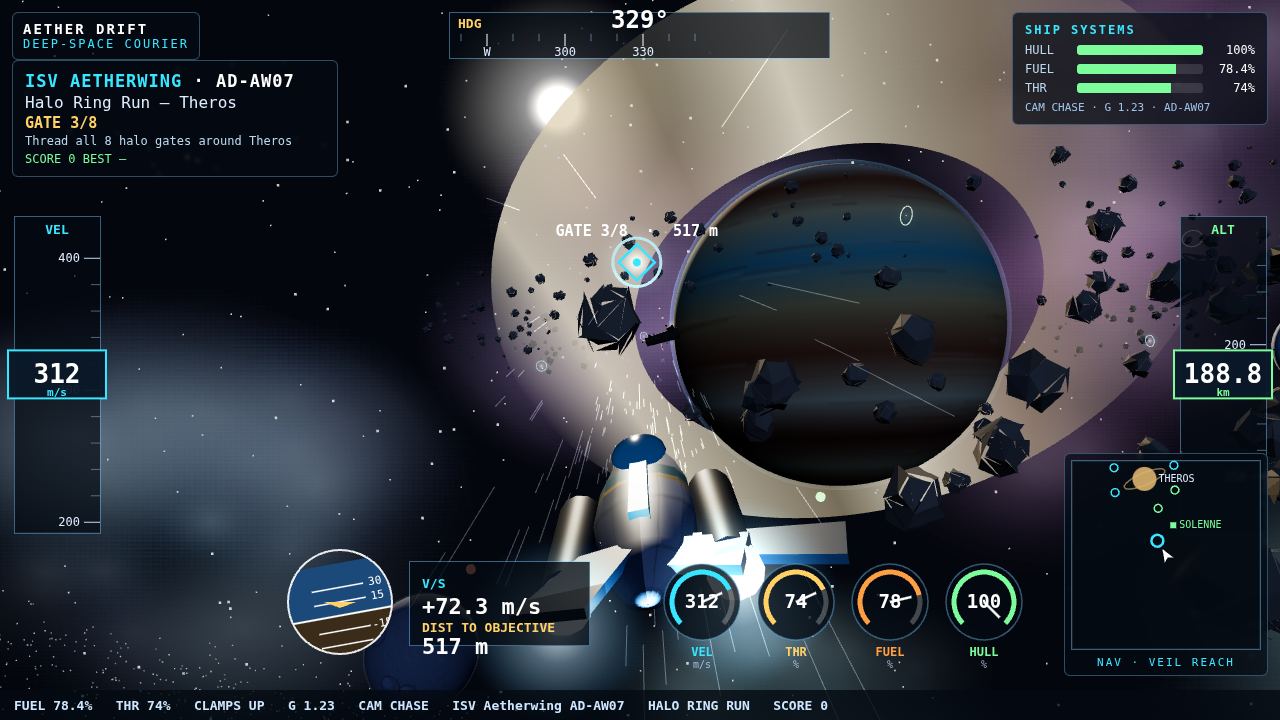 AETHER DRIFT
DEEP-SPACE COURIER
ISV AETHERWING · AD-AW07
Halo Ring Run — Theros
GATE 3/8
Thread all 8 halo gates around Theros
SCORE 0 BEST —
HDG
329°
W 300 330
SHIP SYSTEMS
HULL 100%
FUEL 78.4%
THR 74%
CAM CHASE · G 1.23 · AD-AW07
VEL
400
312
m/s
200
GATE 3/8 · 517 m
ALT
200
188.8
km
THEROS
SOLENNE
NAV · VEIL REACH
30
15
V/S
+72.3 m/s
DIST TO OBJECTIVE
517 m
312
VEL
m/s
74
THR
%
78
FUEL
%
100
HULL
%
FUEL 78.4% THR 74% CLAMPS UP G 1.23 CAM CHASE ISV Aetherwing AD-AW07 HALO RING RUN SCORE 0